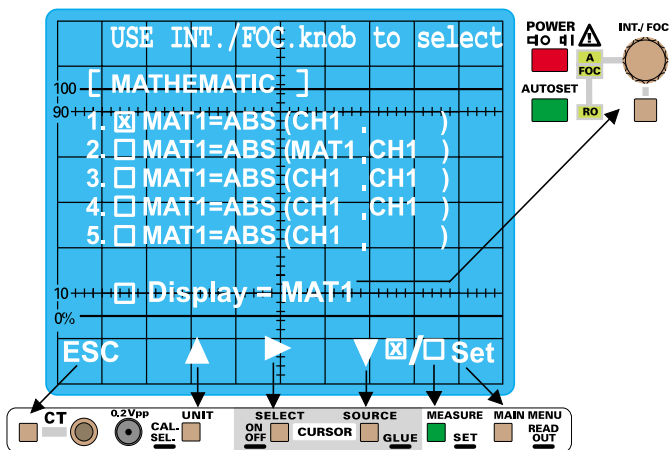 USE INT./FOC.knob to select
POWER
INT./ FOC
A
FOC
AUTOSET
RO
100
[ MATHEMATIC ]
90
1. ☒ MAT1=ABS (CH1 , )
2. ☐ MAT1=ABS (MAT1,CH1 )
3. ☐ MAT1=ABS (CH1 ,CH1 )
4. ☐ MAT1=ABS (CH1 ,CH1 )
5. ☐ MAT1=ABS (CH1 , )
10
☐ Display = MAT1
0%
ESC ▲ ▶ ▼ ☒/☐ Set
CT
0.2Vpp
CAL.
SEL.
UNIT
SELECT
ON
OFF
CURSOR
SOURCE
GLUE
MEASURE
SET
MAIN MENU
READ
OUT